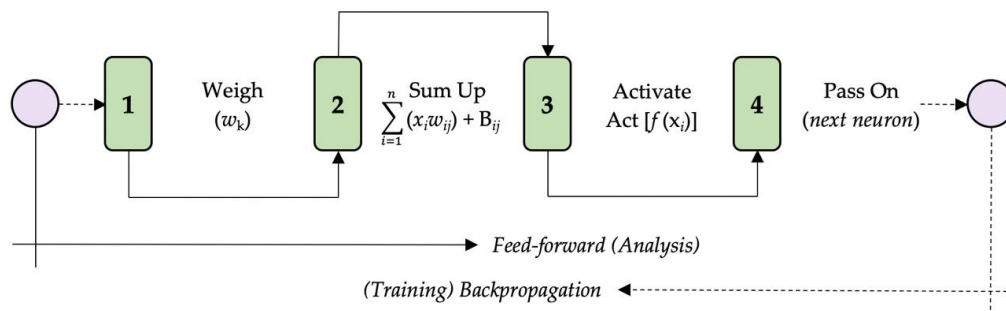 1
Weigh
(wₖ)
2
Sum Up
n
∑ (xᵢwᵢⱼ) + Bᵢⱼ
i=1
3
Activate
Act [f (xᵢ)]
4
Pass On
(next neuron)
Feed-forward (Analysis)
(Training) Backpropagation